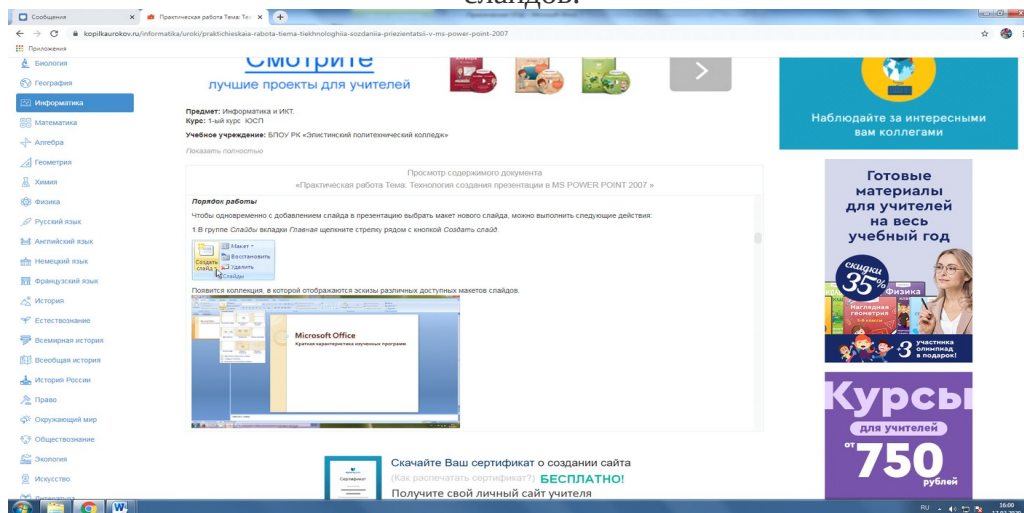 слайдов.
Сообщения
Практическая работа Тема: Тех
kopilkaurokov.ru/informatika/uroki/praktichieskaia-rabota-tiema-tiekhnologhiia-sozdaniia-priezientatsii-v-ms-power-point-2007
Приложения
Биология
География
Информатика
Математика
Алгебра
Геометрия
Химия
Физика
Русский язык
Английский язык
Немецкий язык
Французский язык
История
Естествознание
Всемирная история
Всеобщая история
История России
Право
Окружающий мир
Обществознание
Экология
Искусство
Литература
Смотрите
лучшие проекты для учителей
Предмет: Информатика и ИКТ.
Курс: 1-ый курс ЮСП
Учебное учреждение: БПОУ РК «Элистинский политехнический колледж»
Показать полностью
Просмотр содержимого документа
«Практическая работа Тема: Технология создания презентации в MS POWER POINT 2007 »
Порядок работы
Чтобы одновременно с добавлением слайда в презентацию выбрать макет нового слайда, можно выполнить следующие действия:
1.В группе Слайды вкладки Главная щелкните стрелку рядом с кнопкой Создать слайд.
Создать слайд
Макет
Восстановить
Удалить
Слайды
Появится коллекция, в которой отображаются эскизы различных доступных макетов слайдов.
Microsoft Office
Краткая характеристика изученных программ
Скачайте Ваш сертификат о создании сайта
(Как распечатать сертификат?) БЕСПЛАТНО!
Получите свой личный сайт учителя
Сертификат
Наблюдайте за интересными
вам коллегами
Готовые
материалы
для учителей
на весь
учебный год
скидки
35%
Физика
Наглядная
геометрия
+3 участника
олимпиад
в подарок!
Курсы
для учителей
от 750
рублей
RU
16:00